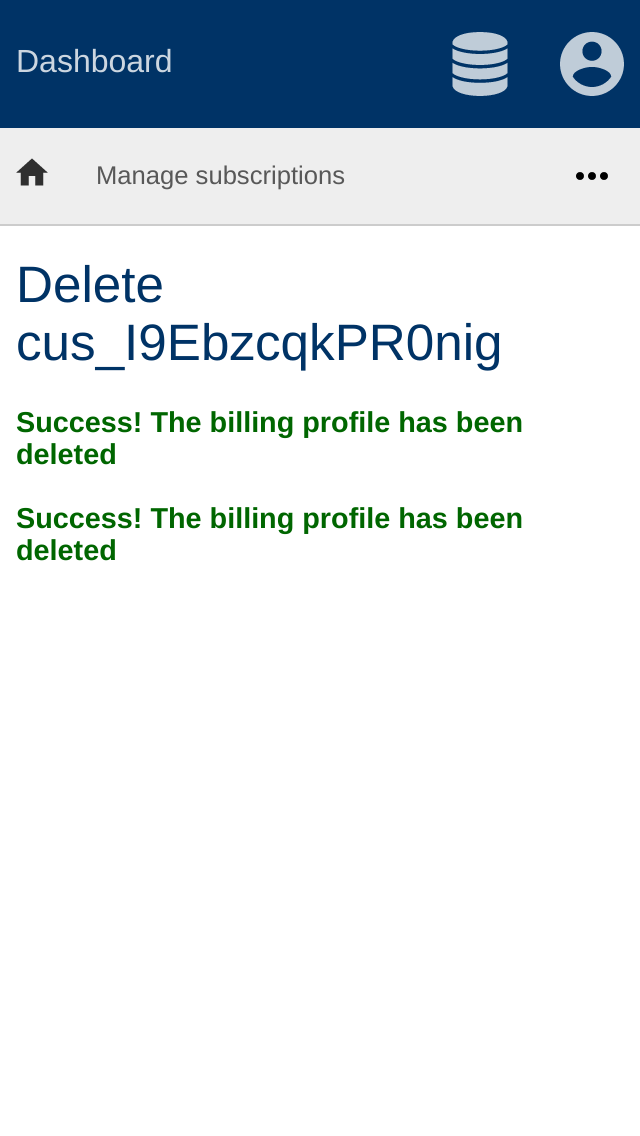 Dashboard
Manage subscriptions
Delete
cus_I9EbzcqkPR0nig
Success! The billing profile has been
deleted
Success! The billing profile has been
deleted